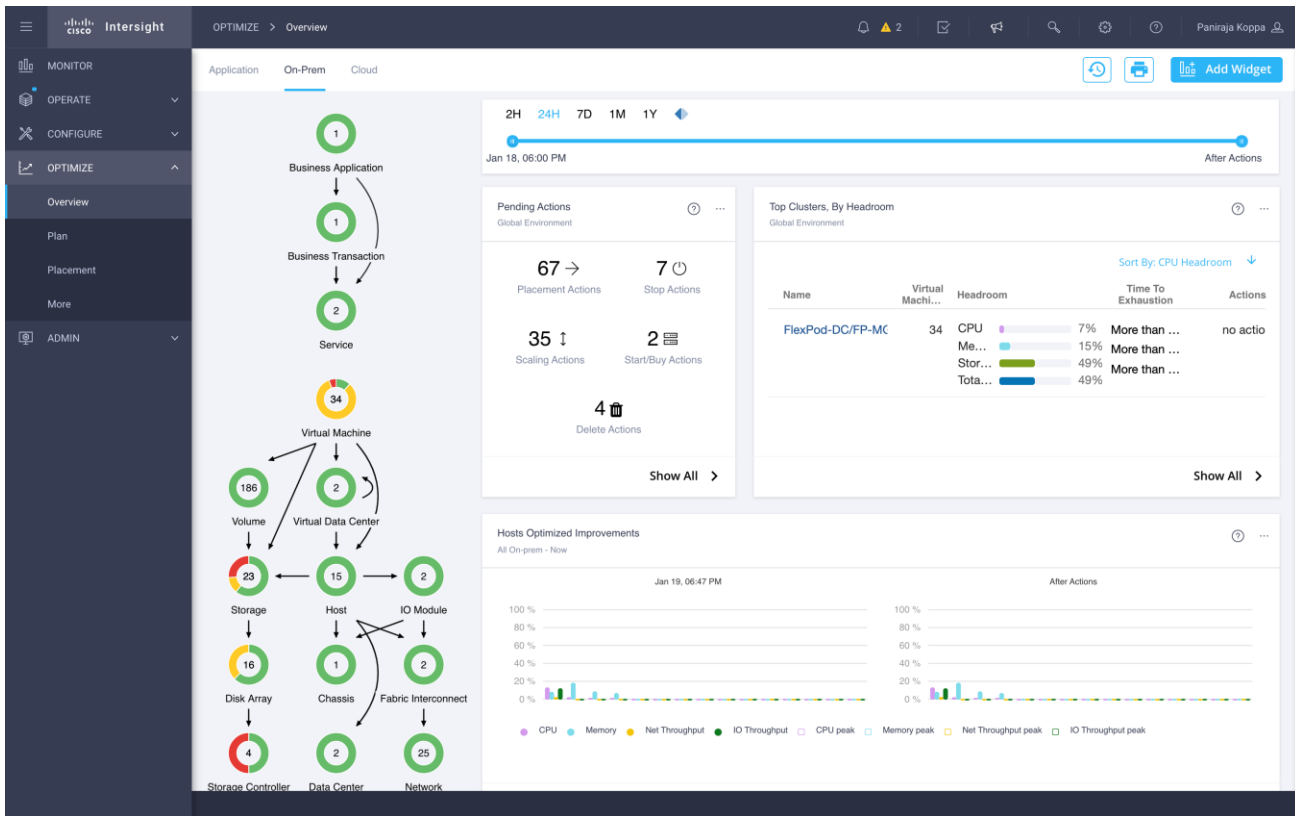 CISCO Intersight
OPTIMIZE > Overview
2
Paniraja Koppa
MONITOR
OPERATE
CONFIGURE
OPTIMIZE
Overview
Plan
Placement
More
ADMIN
Application On-Prem Cloud
Add Widget
1
Business Application
1
Business Transaction
2
Service
34
Virtual Machine
186 2
Volume Virtual Data Center
23 15 2
Storage Host IO Module
16 1 2
Disk Array Chassis Fabric Interconnect
4 2 25
Storage Controller Data Center Network
2H 24H 7D 1M 1Y
Jan 18, 06:00 PM After Actions
Pending Actions
Global Environment
67 7
Placement Actions Stop Actions
35 2
Scaling Actions Start/Buy Actions
4
Delete Actions
Show All >
Top Clusters, By Headroom
Global Environment
Sort By: CPU Headroom
Name Virtual Machi... Headroom Time To Exhaustion Actions
FlexPod-DC/FP-MC 34 CPU 7% More than ... no actio
Me... 15% More than ...
Stor... 49% More than ...
Tota... 49%
Show All >
Hosts Optimized Improvements
All On-prem - Now
Jan 19, 06:47 PM After Actions
100 % 100 %
80 % 80 %
60 % 60 %
40 % 40 %
20 % 20 %
0 % 0 %
CPU Memory Net Throughput IO Throughput CPU peak Memory peak Net Throughput peak IO Throughput peak